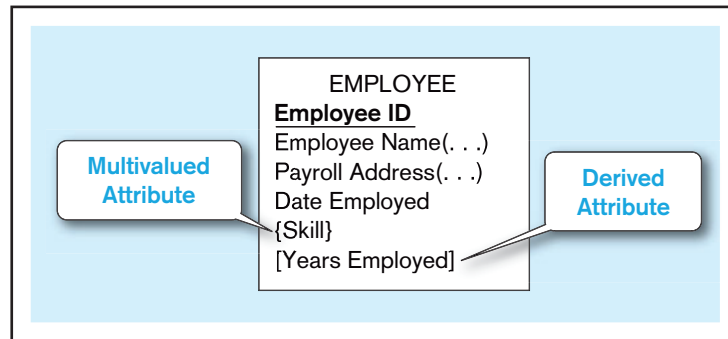 EMPLOYEE
Employee ID
Employee Name(. . .)
Payroll Address(. . .)
Date Employed
{Skill}
[Years Employed]
Multivalued
Attribute
Derived
Attribute